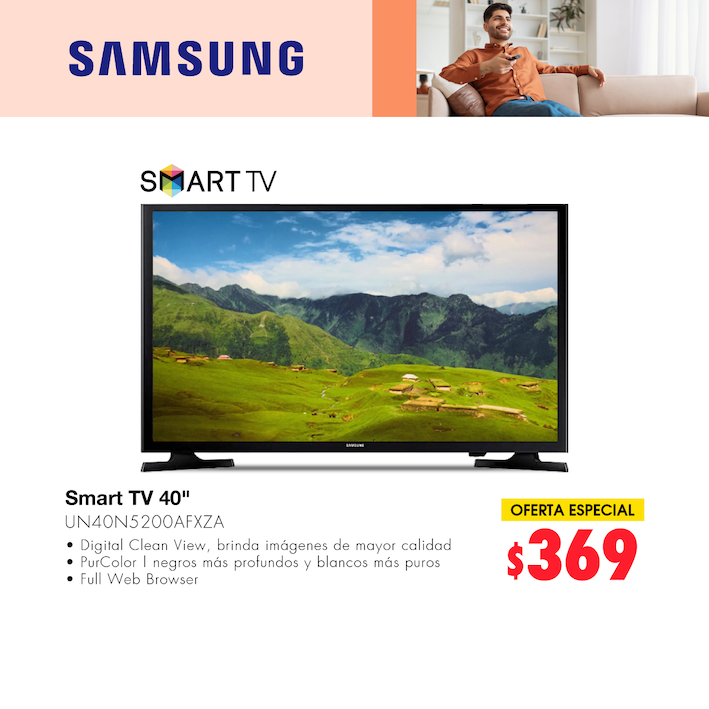 SAMSUNG
SMART TV
SAMSUNG
Smart TV 40"
UN40N5200AFXZA
• Digital Clean View, brinda imágenes de mayor calidad
• PurColor | negros más profundos y blancos más puros
• Full Web Browser
OFERTA ESPECIAL
$369